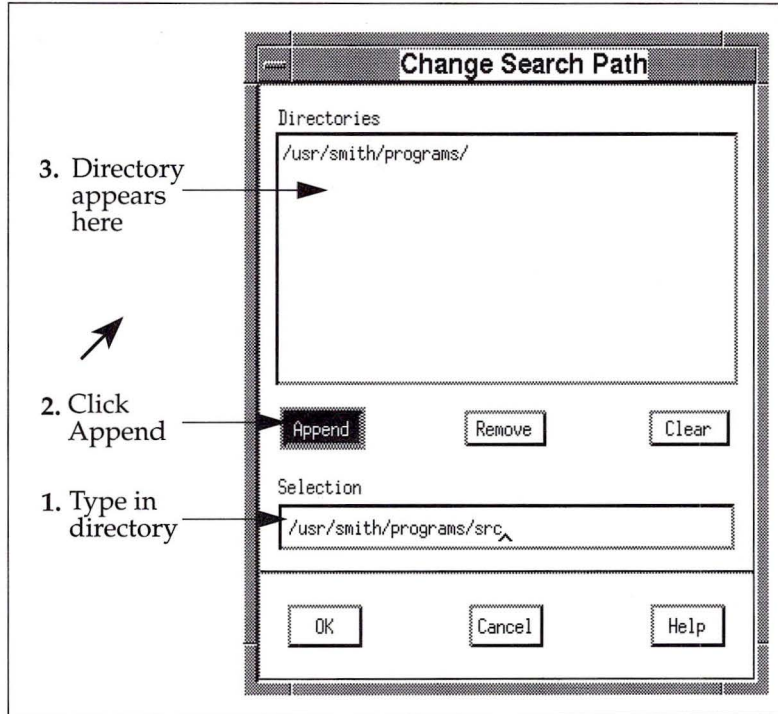 Change Search Path
Directories
/usr/smith/programs/
3. Directory
appears
here
2. Click
Append
Append
Remove
Clear
Selection
1. Type in
directory
/usr/smith/programs/src
OK
Cancel
Help